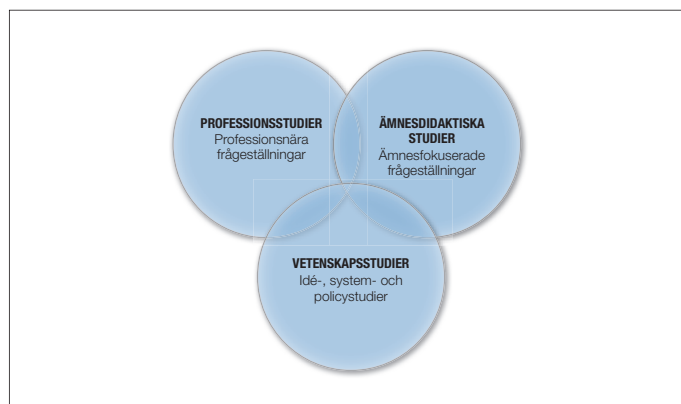 PROFESSIONSSTUDIER
Professionsnära
frågeställningar
ÄMNESDIDAKTISKA
STUDIER
Ämnesfokuserade
frågeställningar
VETENSKAPSSTUDIER
Idé-, system- och
policystudier